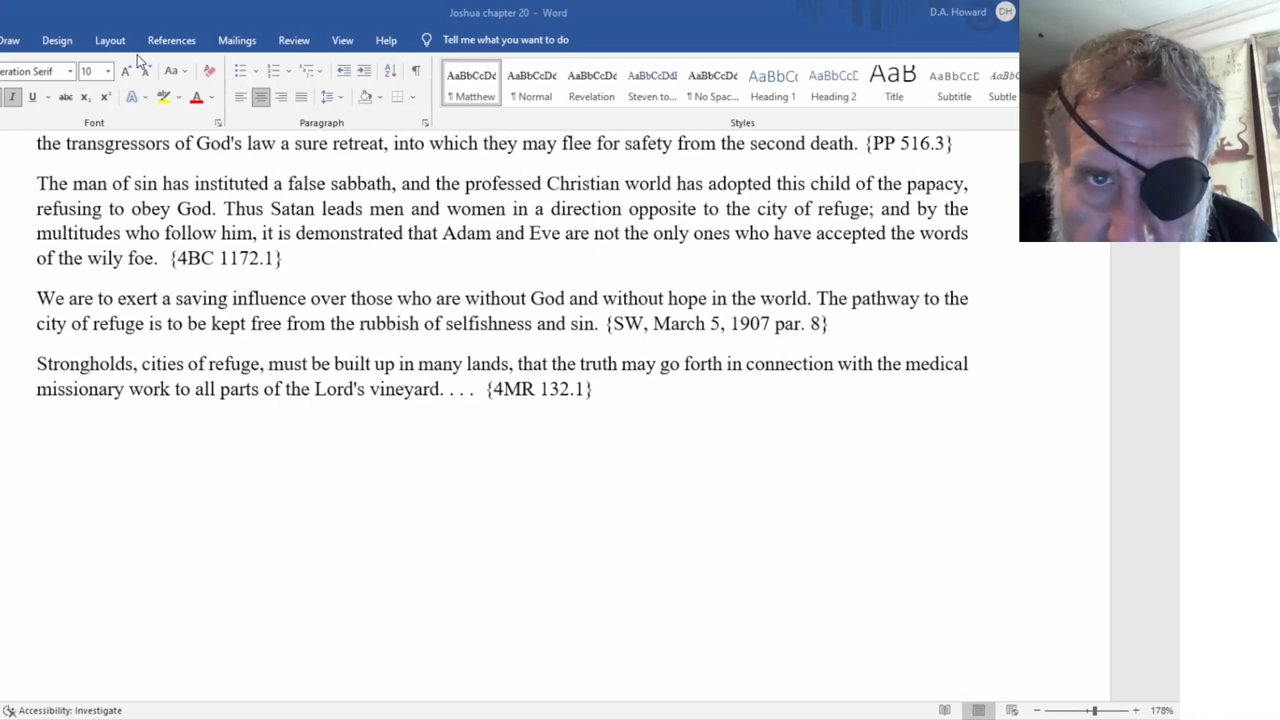 Joshua chapter 20 - Word
D.A. Howard
DH
Draw Design Layout References Mailings Review View Help Tell me what you want to do
eration Serif 10 Aa
AaBbCcDc AaBbCcDc AaBbCcDc AaBbCcDdI AaBbCcDc AaBbCc AaBbCcD AaB AaBbCcD AaBbCcD
I U abc x₂ x² A
¶ Matthew ¶ Normal Revelation Steven to... ¶ No Spac... Heading 1 Heading 2 Title Subtitle Subtle
Font Paragraph Styles
the transgressors of God's law a sure retreat, into which they may flee for safety from the second death. {PP 516.3}
The man of sin has instituted a false sabbath, and the professed Christian world has adopted this child of the papacy,
refusing to obey God. Thus Satan leads men and women in a direction opposite to the city of refuge; and by the
multitudes who follow him, it is demonstrated that Adam and Eve are not the only ones who have accepted the words
of the wily foe. {4BC 1172.1}
We are to exert a saving influence over those who are without God and without hope in the world. The pathway to the
city of refuge is to be kept free from the rubbish of selfishness and sin. {SW, March 5, 1907 par. 8}
Strongholds, cities of refuge, must be built up in many lands, that the truth may go forth in connection with the medical
missionary work to all parts of the Lord's vineyard. . . . {4MR 132.1}
Accessibility: Investigate
178%